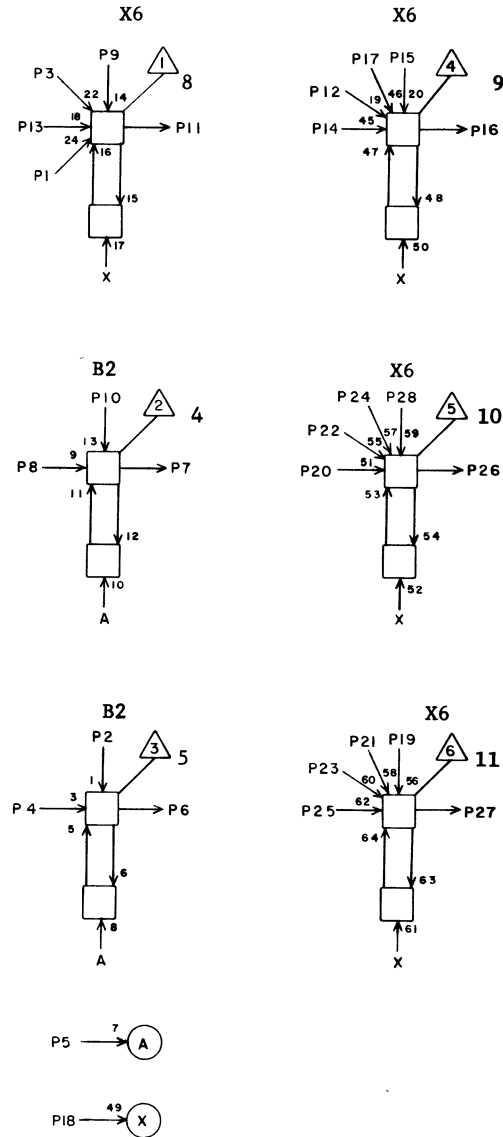 X6 X6
P9 1 8 P17 P15 4 9
P3 22 14 P12 19 46 20
P13 18 P11 P14 45 P16
24 16 47
P1
15 48
17 50
X X
B2 X6
P10 2 4 P24 P28 5 10
13 P22 55 57 59
P8 9 P7 P20 51 P26
11 53
12 54
10 52
A X
B2 X6
P2 3 5 P21 P19 6 11
1 P23 60 58 56
P4 3 P6 P25 62 P27
5 64
6 63
8 61
A X
P5 7 A
P18 49 X